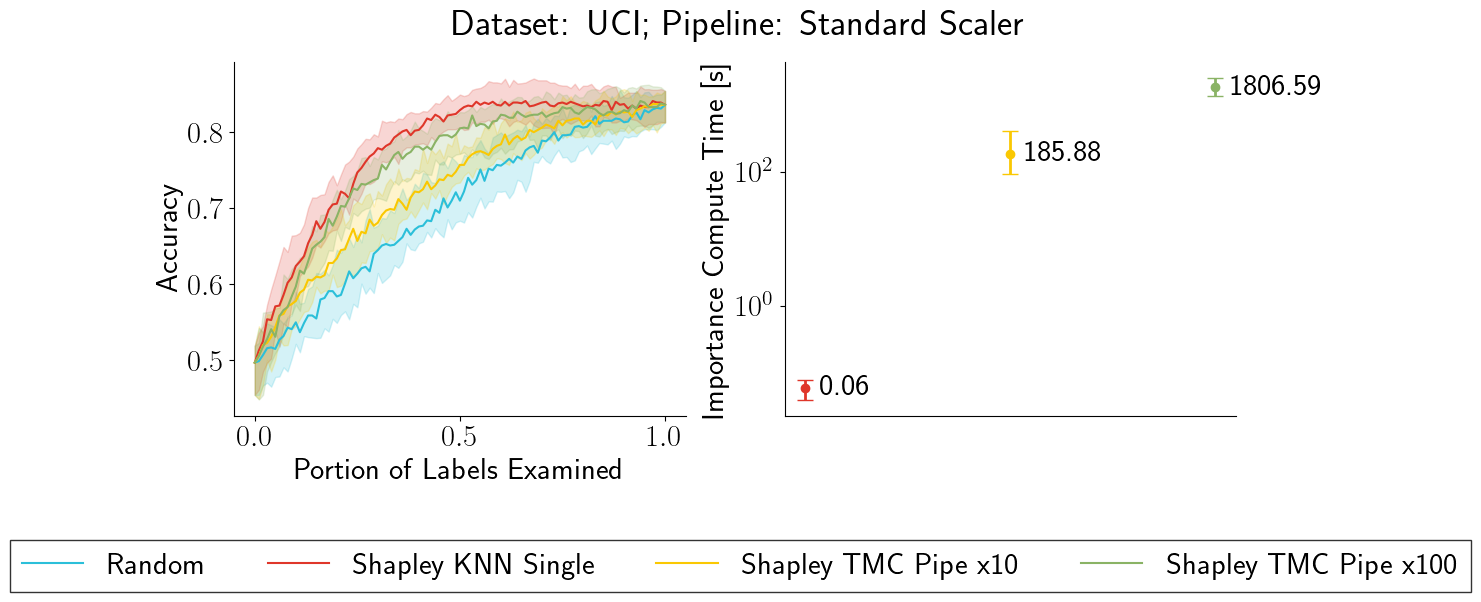 Dataset: UCI; Pipeline: Standard Scaler
Accuracy
0.8
0.7
0.6
0.5
0.0 0.5 1.0
Portion of Labels Examined
Importance Compute Time [s]
10²
10⁰
1806.59
185.88
0.06
Random Shapley KNN Single Shapley TMC Pipe x10 Shapley TMC Pipe x100